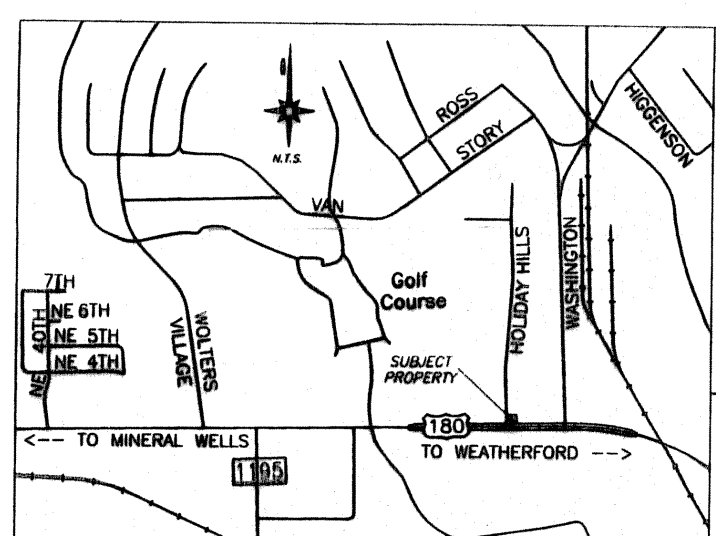 N.T.S.
ROSS
STORY
HIGGENSON
VAN
7TH
NE 6TH
NE 5TH
NE 4TH
NE 40TH
WOLTERS
VILLAGE
Golf
Course
HOLIDAY HILLS
WASHINGTON
SUBJECT
PROPERTY
180
<-- TO MINERAL WELLS
TO WEATHERFORD -->
1195